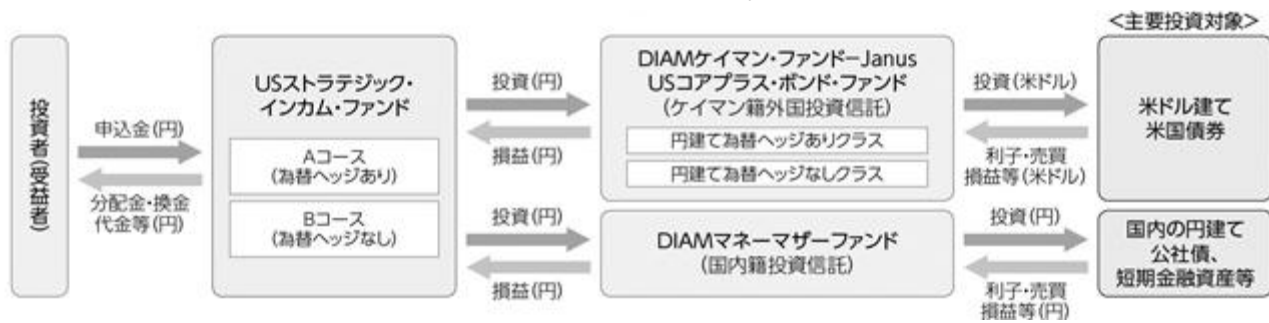 <主要投資対象>
投資者(受益者)
申込金(円)
分配金・換金
代金等(円)
USストラテジック・
インカム・ファンド
Aコース
(為替ヘッジあり)
Bコース
(為替ヘッジなし)
投資(円)
損益(円)
投資(円)
損益(円)
DIAMケイマン・ファンドーJanus
USコアプラス・ボンド・ファンド
(ケイマン籍外国投資信託)
円建て為替ヘッジありクラス
円建て為替ヘッジなしクラス
DIAMマネーマザーファンド
(国内籍投資信託)
投資(米ドル)
利子・売買
損益等(米ドル)
投資(円)
利子・売買
損益等(円)
米ドル建て
米国債券
国内の円建て
公社債、
短期金融資産等